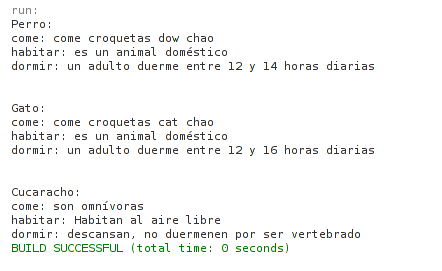 run:
Perro:
come: come croquetas dow chao
habitar: es un animal doméstico
dormir: un adulto duerme entre 12 y 14 horas diarias
Gato:
come: come croquetas cat chao
habitar: es un animal doméstico
dormir: un adulto duerme entre 12 y 16 horas diarias
Cucaracho:
come: son omnívoras
habitar: Habitan al aire libre
dormir: descansan, no duermenen por ser vertebrado
BUILD SUCCESSFUL (total time: 0 seconds)